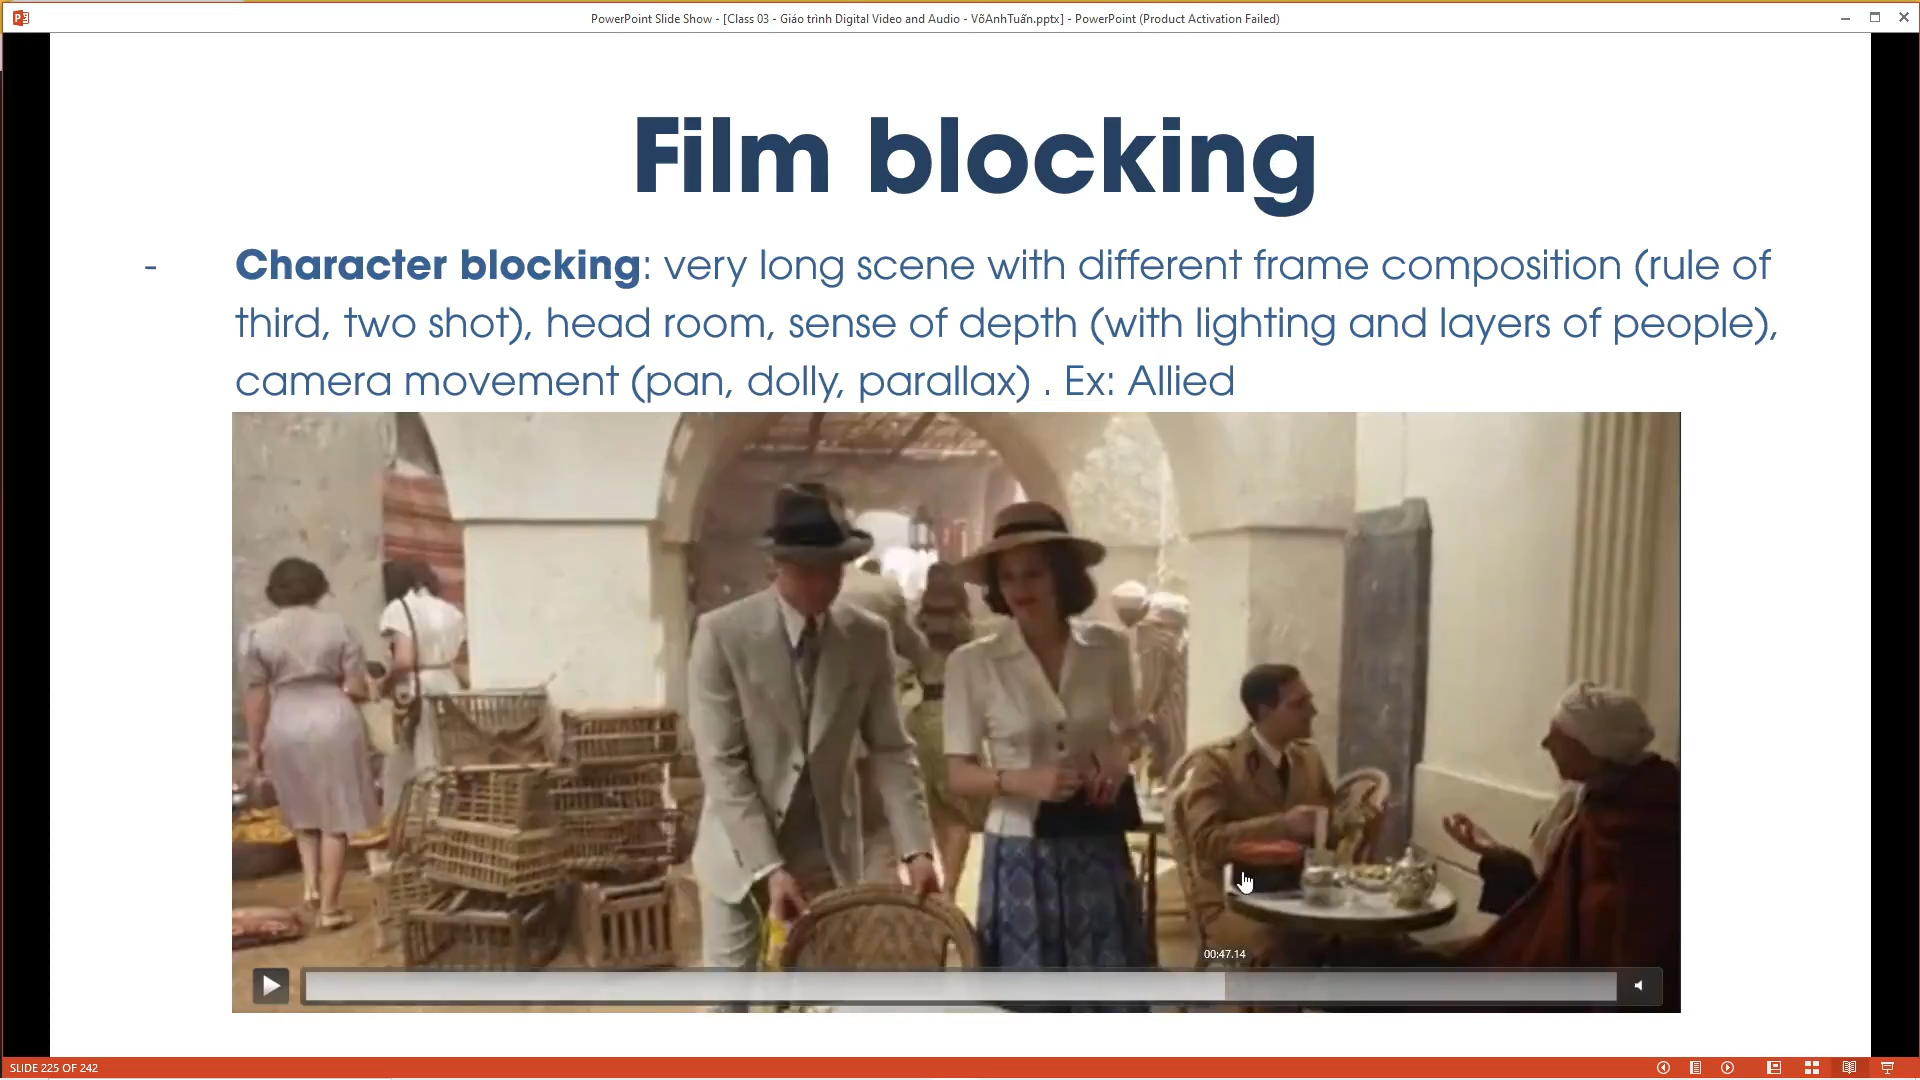 PowerPoint Slide Show - [Class 03 - Giáo trình Digital Video and Audio - VõAnhTuấn.pptx] - PowerPoint (Product Activation Failed)
Film blocking
- Character blocking: very long scene with different frame composition (rule of
third, two shot), head room, sense of depth (with lighting and layers of people),
camera movement (pan, dolly, parallax) . Ex: Allied
00:47.14
SLIDE 225 OF 242